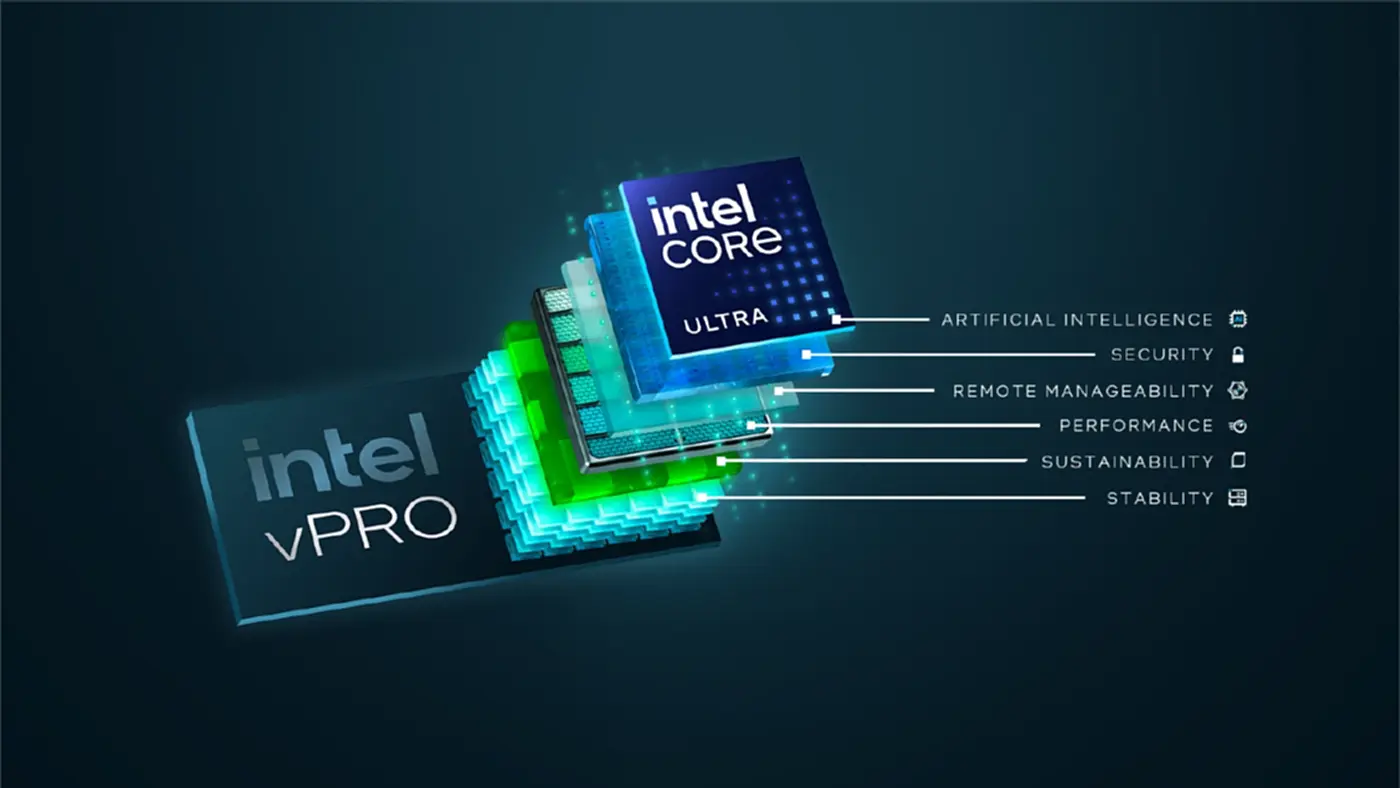 intel
CORE
ULTRA
ARTIFICIAL INTELLIGENCE
SECURITY
REMOTE MANAGEABILITY
PERFORMANCE
SUSTAINABILITY
STABILITY
intel
vPRO